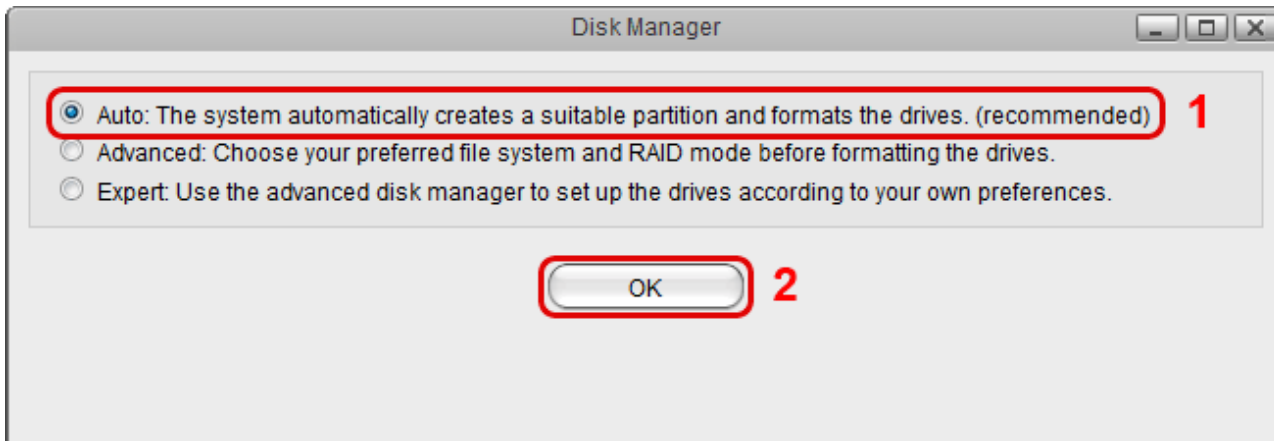 Disk Manager
Auto: The system automatically creates a suitable partition and formats the drives. (recommended) 1
Advanced: Choose your preferred file system and RAID mode before formatting the drives.
Expert: Use the advanced disk manager to set up the drives according to your own preferences.
OK 2